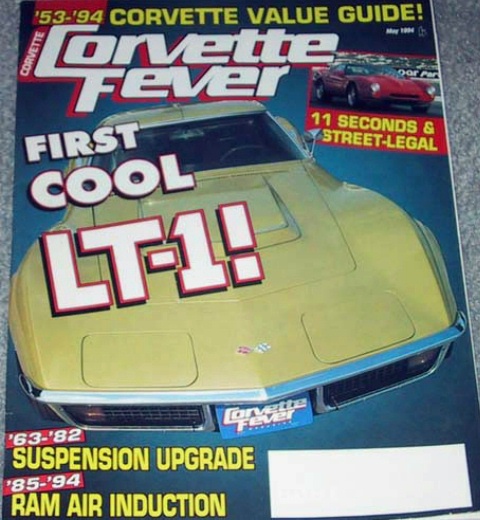 '53-'94 CORVETTE VALUE GUIDE!
May 1994
CORVETTE
Corvette
Fever
11 SECONDS &
STREET-LEGAL
FIRST
COOL
LT-1!
Corvette
Fever
'63-'82
SUSPENSION UPGRADE
'85-'94
RAM AIR INDUCTION